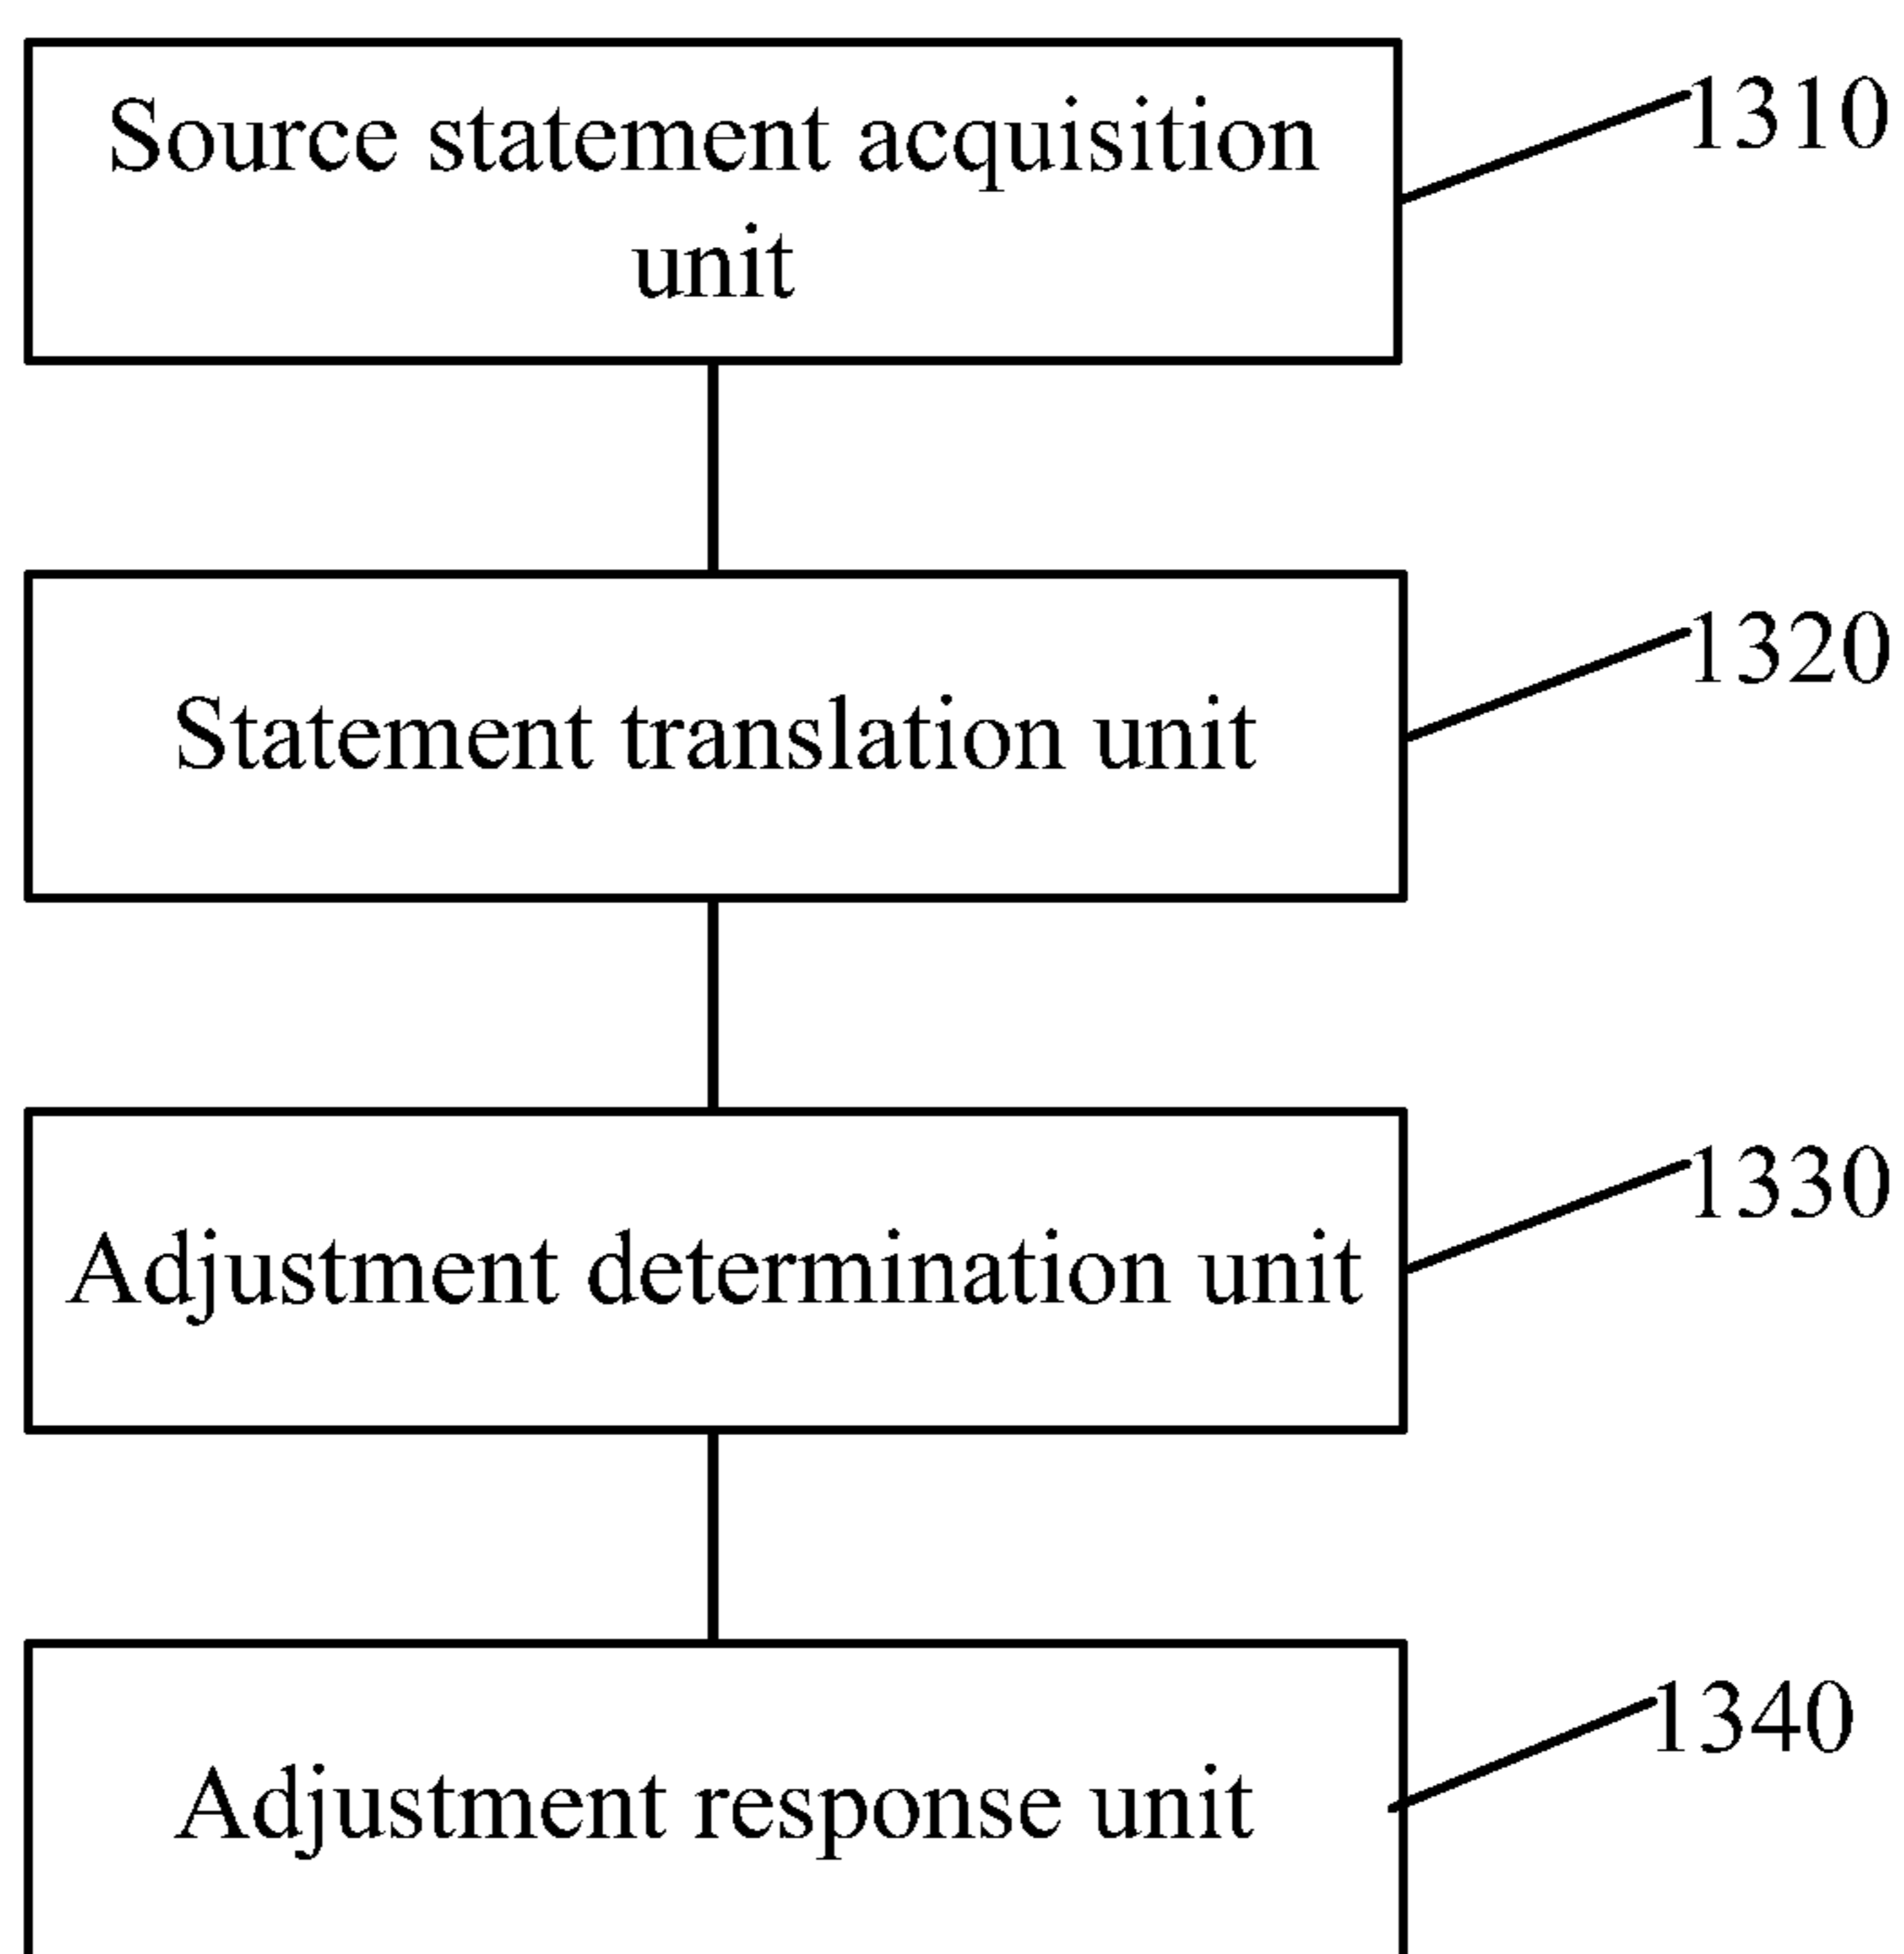 Source statement acquisition
unit
1310
Statement translation unit
1320
Adjustment determination unit
1330
Adjustment response unit
1340